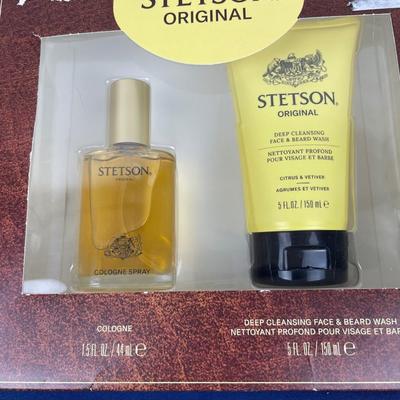 STETSON
ORIGINAL
STETSON
ORIGINAL
COLOGNE SPRAY
STETSON®
ORIGINAL
DEEP CLEANSING
FACE & BEARD WASH
NETTOYANT PROFOND
POUR VISAGE ET BARBE
CITRUS & VETIVER
AGRUMES ET VÉTIVER
5 FL.OZ. / 150 mL ℮
COLOGNE
1.5 FL. OZ. / 44 mL ℮
DEEP CLEANSING FACE & BEARD WASH
NETTOYANT PROFOND POUR VISAGE ET BAR
5 FL. OZ. / 150 mL ℮